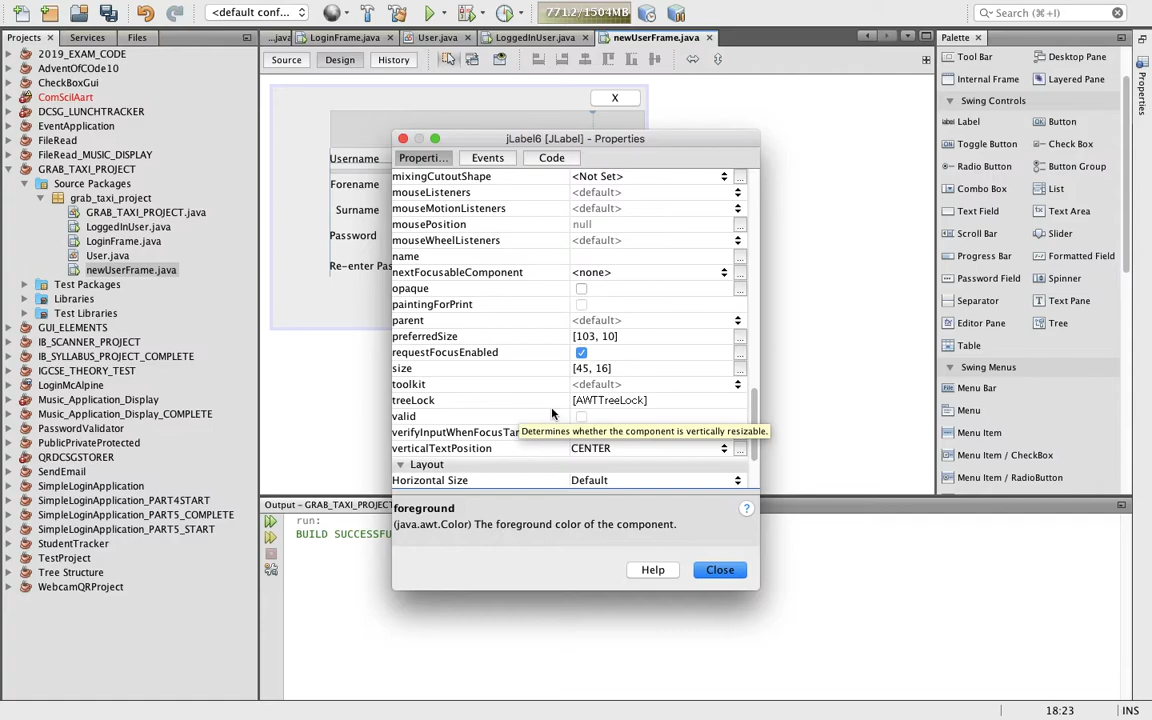 <default conf...
771.2/1504MB
Search (⌘+I)
Projects
Services
Files
...java
LoginFrame.java
User.java
LoggedInUser.java
newUserFrame.java
Palette
Source
Design
History
2019_EXAM_CODE
AdventOfCOde10
CheckBoxGui
ComScilAart
DCSG_LUNCHTRACKER
EventApplication
FileRead
FileRead_MUSIC_DISPLAY
GRAB_TAXI_PROJECT
Source Packages
grab_taxi_project
GRAB_TAXI_PROJECT.java
LoggedInUser.java
LoginFrame.java
User.java
newUserFrame.java
Test Packages
Libraries
Test Libraries
GUI_ELEMENTS
IB_SCANNER_PROJECT
IB_SYLLABUS_PROJECT_COMPLETE
IGCSE_THEORY_TEST
LoginMcAlpine
Music_Application_Display
Music_Application_Display_COMPLETE
PasswordValidator
PublicPrivateProtected
QRDCSGSTORER
SendEmail
SimpleLoginApplication
SimpleLoginApplication_PART4START
SimpleLoginApplication_PART5_COMPLETE
SimpleLoginApplication_PART5_START
StudentTracker
TestProject
Tree Structure
WebcamQRProject
X
Username
Forename
Surname
Password
Re-enter Pas
jLabel6 [JLabel] - Properties
Properti...
Events
Code
mixingCutoutShape <Not Set> ...
mouseListeners <default>
mouseMotionListeners <default>
mousePosition null ...
mouseWheelListeners <default>
name ...
nextFocusableComponent <none> ...
opaque ...
paintingForPrint
parent <default>
preferredSize [103, 10] ...
requestFocusEnabled ...
size [45, 16] ...
toolkit <default>
treeLock [AWTTreeLock]
valid
verifyInputWhenFocusTar
Determines whether the component is vertically resizable.
verticalTextPosition CENTER ...
Layout
Horizontal Size Default
foreground
(java.awt.Color) The foreground color of the component.
?
Help
Close
Tool Bar
Desktop Pane
Internal Frame
Layered Pane
Swing Controls
Label
Button
Toggle Button
Check Box
Radio Button
Button Group
Combo Box
List
Text Field
Text Area
Scroll Bar
Slider
Progress Bar
Formatted Field
Password Field
Spinner
Separator
Text Pane
Editor Pane
Tree
Table
Swing Menus
Menu Bar
Menu
Menu Item
Menu Item / CheckBox
Menu Item / RadioButton
Properties
Output – GRAB_TAXI_PROJECT
run:
BUILD SUCCESSFU
18:23
INS